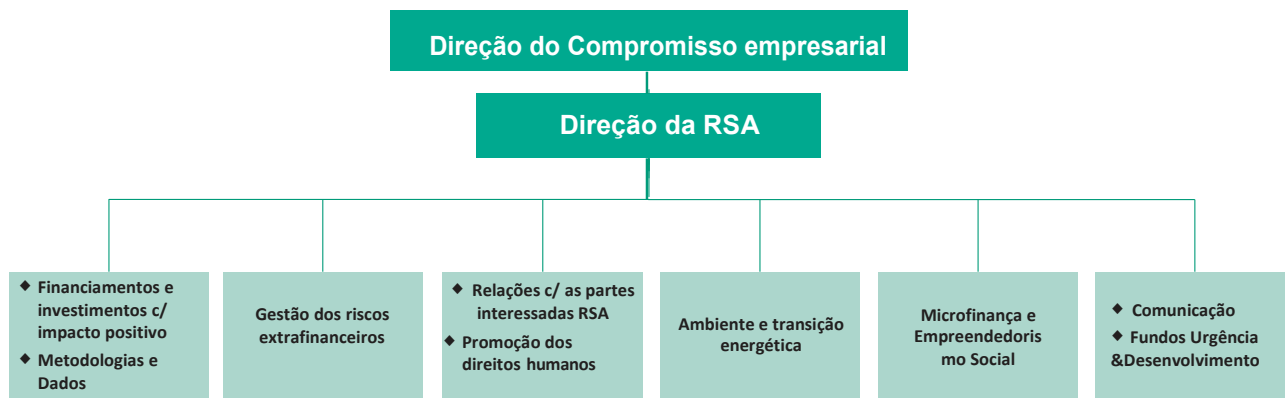 Direção do Compromisso empresarial
Direção da RSA
◆ Financiamentos e
investimentos c/
impacto positivo
◆ Metodologias e
Dados
Gestão dos riscos
extrafinanceiros
◆ Relações c/ as partes
interessadas RSA
◆ Promoção dos
direitos humanos
Ambiente e transição
energética
Microfinança e
Empreendedoris
mo Social
◆ Comunicação
◆ Fundos Urgência
&Desenvolvimento